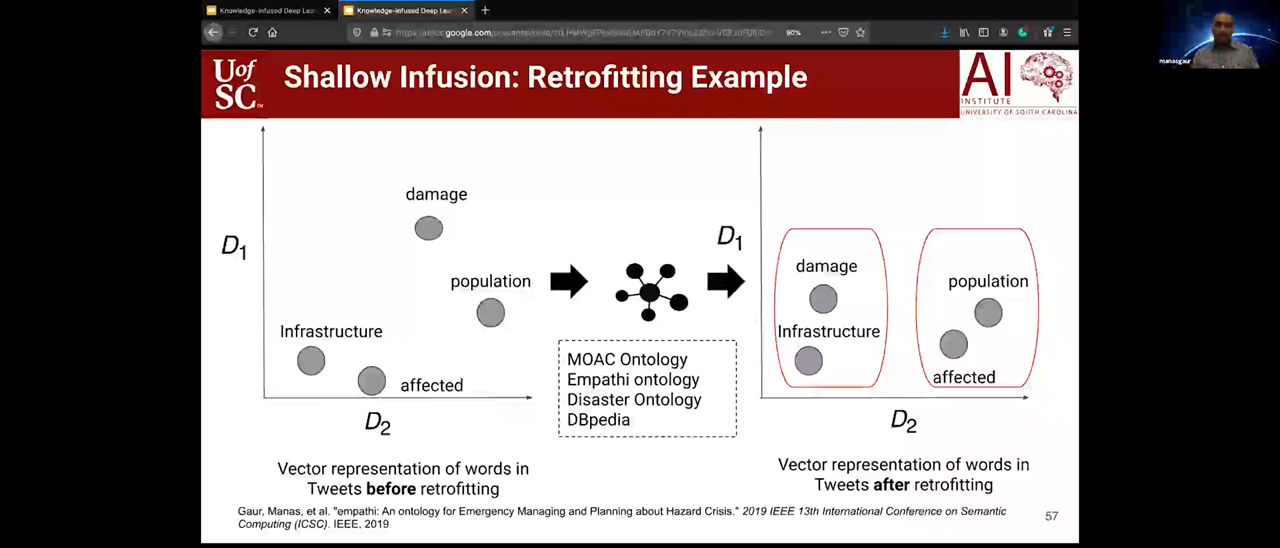 Knowledge-infused Deep Lear
Knowledge-infused Deep Lear
90%
manasgaur
UofSC
Shallow Infusion: Retrofitting Example
AI
INSTITUTE
UNIVERSITY OF SOUTH CAROLINA
damage
D1
population
Infrastructure
affected
D2
MOAC Ontology
Empathi ontology
Disaster Ontology
DBpedia
D1
damage
population
Infrastructure
affected
D2
Vector representation of words in
Tweets before retrofitting
Vector representation of words in
Tweets after retrofitting
Gaur, Manas, et al. "empathi: An ontology for Emergency Managing and Planning about Hazard Crisis." 2019 IEEE 13th International Conference on Semantic
Computing (ICSC). IEEE, 2019.
57